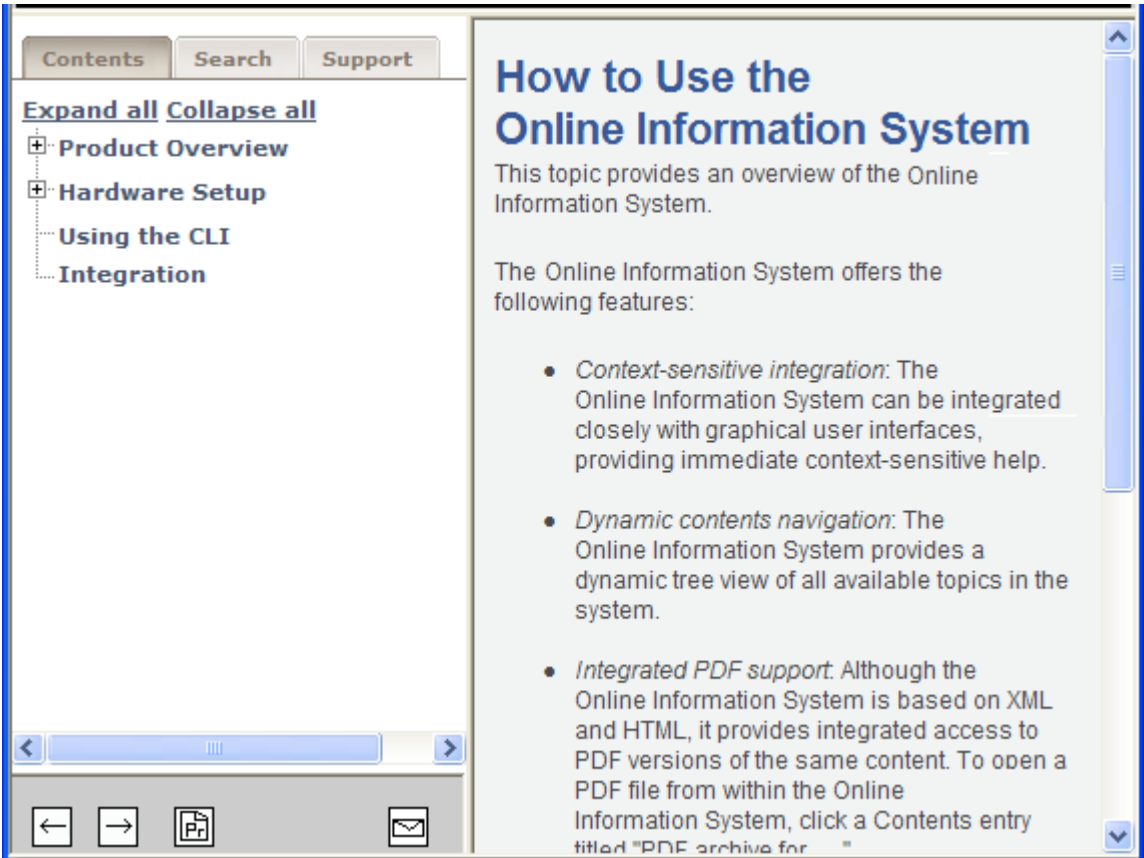 Contents Search Support
Expand all Collapse all
Product Overview
Hardware Setup
Using the CLI
Integration
Pr
How to Use the
Online Information System
This topic provides an overview of the Online
Information System.
The Online Information System offers the
following features:
• Context-sensitive integration: The
Online Information System can be integrated
closely with graphical user interfaces,
providing immediate context-sensitive help.
• Dynamic contents navigation: The
Online Information System provides a
dynamic tree view of all available topics in the
system.
• Integrated PDF support: Although the
Online Information System is based on XML
and HTML, it provides integrated access to
PDF versions of the same content. To open a
PDF file from within the Online
Information System, click a Contents entry
titled "PDF archive for ... "